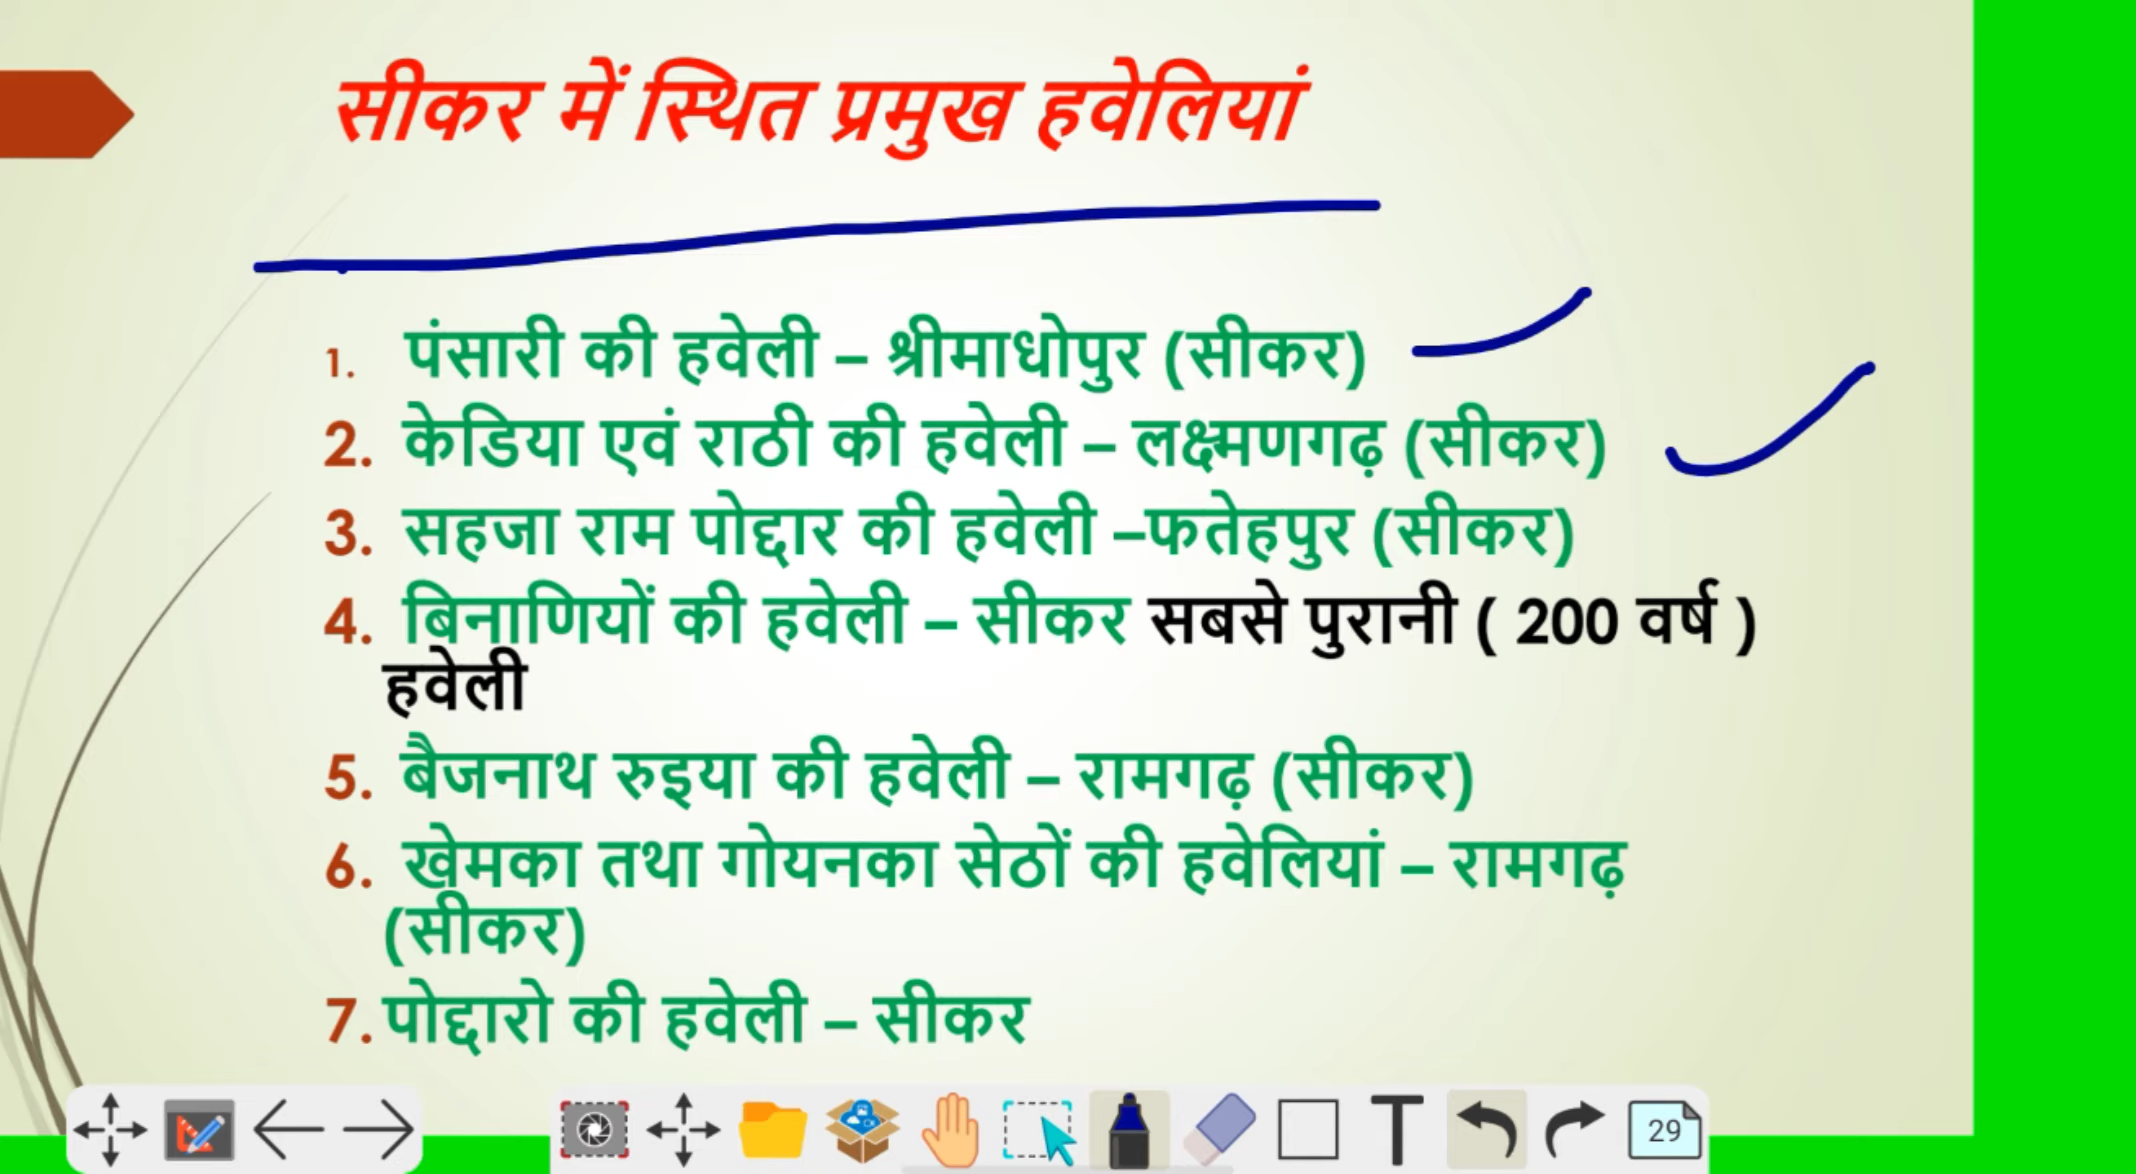 सीकर में स्थित प्रमुख हवेलियां
1. पंसारी की हवेली – श्रीमाधोपुर (सीकर)
2. केडिया एवं राठी की हवेली – लक्ष्मणगढ़ (सीकर)
3. सहजा राम पोद्दार की हवेली –फतेहपुर (सीकर)
4. बिनाणियों की हवेली – सीकर सबसे पुरानी ( 200 वर्ष )
हवेली
5. बैजनाथ रुइया की हवेली – रामगढ़ (सीकर)
6. खेमका तथा गोयनका सेठों की हवेलियां – रामगढ़
(सीकर)
7. पोद्दारो की हवेली – सीकर
T
29